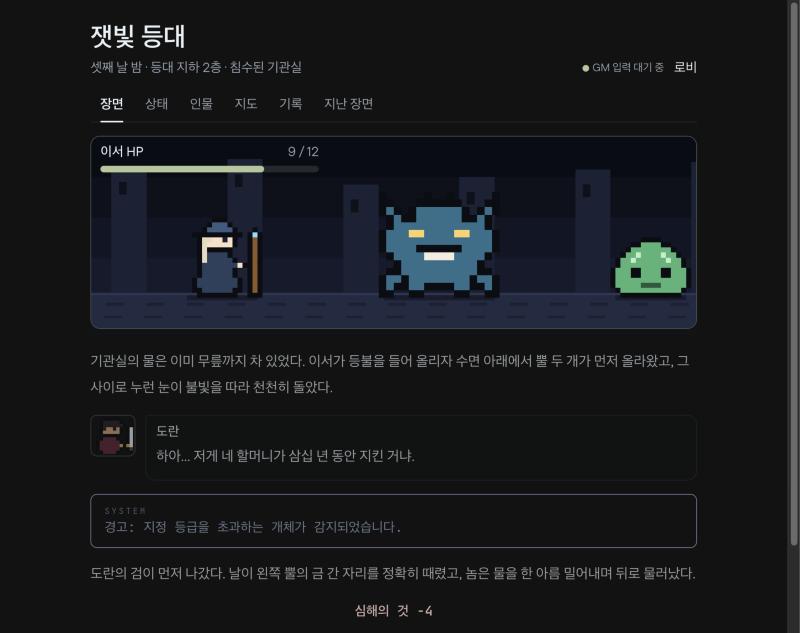 잿빛 등대
셋째 날 밤 · 등대 지하 2층 · 침수된 기관실
GM 입력 대기 중 로비
장면 상태 인물 지도 기록 지난 장면
이서 HP 9 / 12
기관실의 물은 이미 무릎까지 차 있었다. 이서가 등불을 들어 올리자 수면 아래에서 뿔 두 개가 먼저 올라왔고, 그
사이로 누런 눈이 불빛을 따라 천천히 돌았다.
도란
하아... 저게 네 할머니가 삼십 년 동안 지킨 거냐.
SYSTEM
경고: 지정 등급을 초과하는 개체가 감지되었습니다.
도란의 검이 먼저 나갔다. 날이 왼쪽 뿔의 금 간 자리를 정확히 때렸고, 놈은 물을 한 아름 밀어내며 뒤로 물러났다.
심해의 것 -4